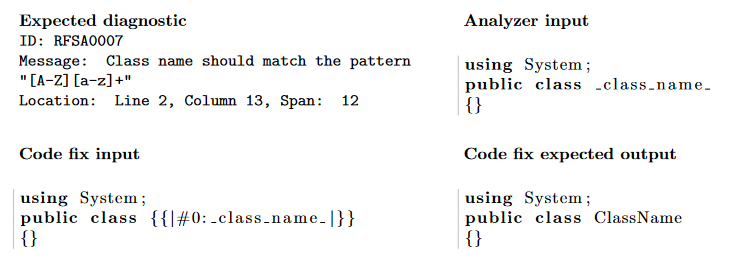 Expected diagnostic
ID: RFSA0007
Message: Class name should match the pattern
"[A-Z][a-z]+"
Location: Line 2, Column 13, Span: 12
Analyzer input
using System;
public class _class_name_
{}
Code fix input
using System;
public class {{|#0:_class_name_|}}
{}
Code fix expected output
using System;
public class ClassName
{}